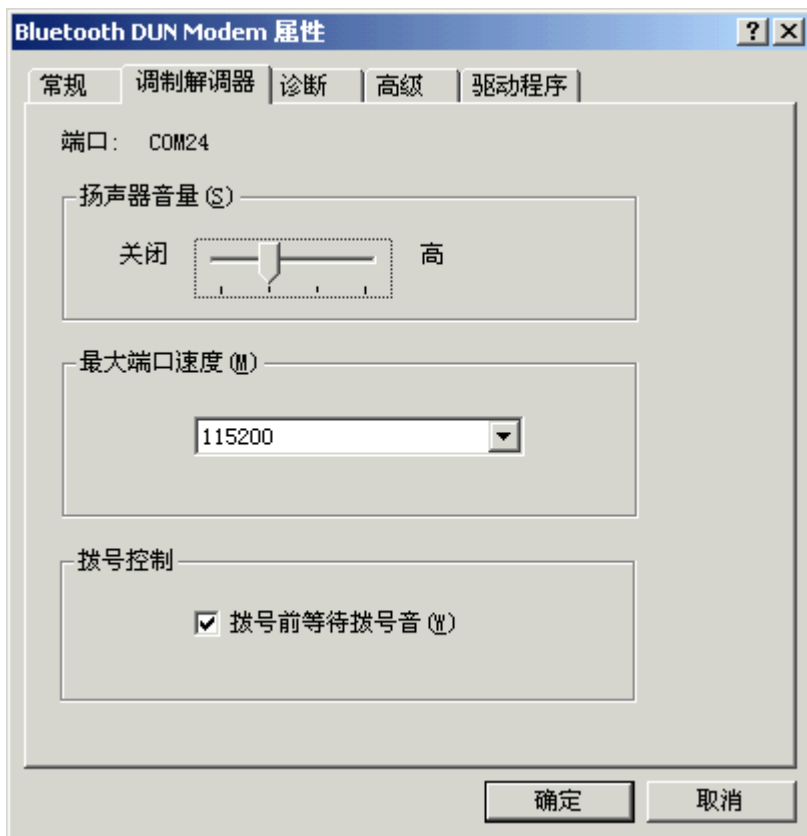 Bluetooth DUN Modem 属性
常规 调制解调器 诊断 高级 驱动程序
端口: COM24
扬声器音量(S)
关闭 高
最大端口速度(M)
115200
拨号控制
拨号前等待拨号音(W)
确定 取消